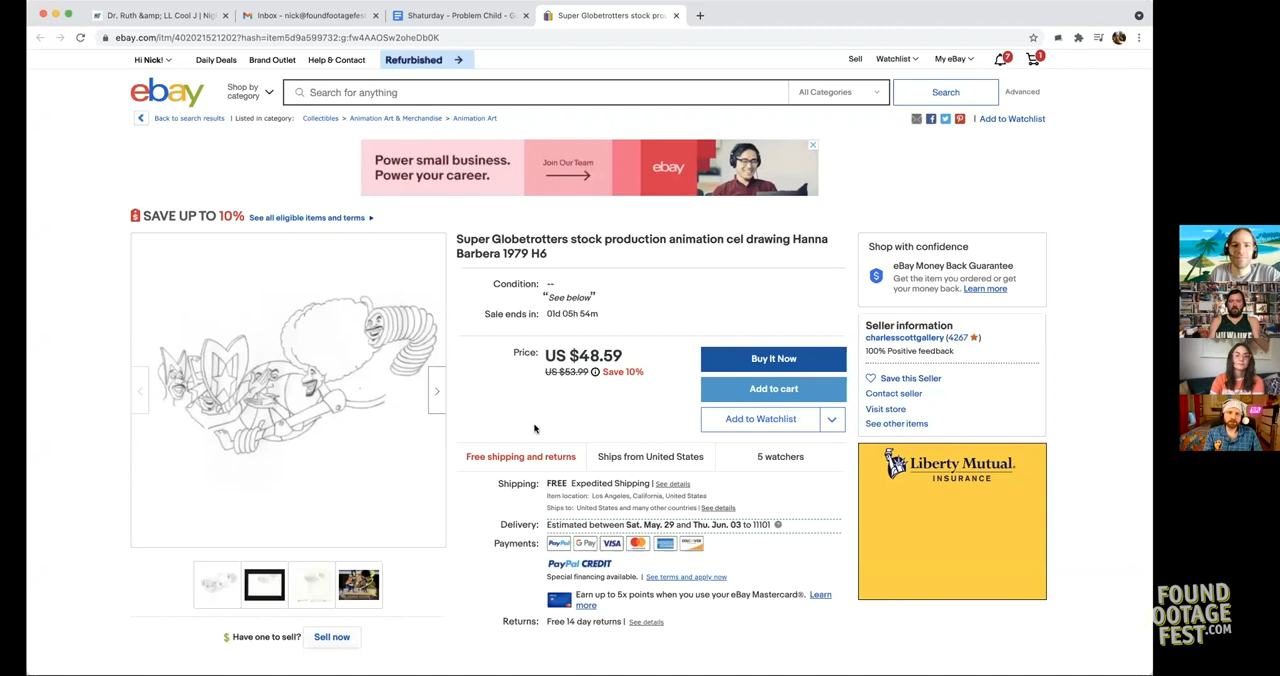 Dr. Ruth &amp; LL Cool J | Nig
Inbox - nick@foundfootagefes
Shaturday - Problem Child - G
Super Globetrotters stock pro
ebay.com/itm/402021521202?hash=item5d9a599732:g:fw4AAOSw2oheDb0K
Hi Nick!
Daily Deals
Brand Outlet
Help & Contact
Refurbished
Sell
Watchlist
My eBay
7
1
ebay
Shop by
category
Search for anything
All Categories
Search
Advanced
Back to search results
| Listed in category:
Collectibles > Animation Art & Merchandise > Animation Art
| Add to Watchlist
Power small business.
Power your career.
Join Our Team
ebay
SAVE UP TO 10% See all eligible items and terms
Super Globetrotters stock production animation cel drawing Hanna
Barbera 1979 H6
Condition: --
"See below"
Sale ends in: 01d 05h 54m
Price: US $48.59
US $53.99 Save 10%
Buy It Now
Add to cart
Add to Watchlist
Free shipping and returns
Ships from United States
5 watchers
Shipping: FREE Expedited Shipping | See details
Item location: Los Angeles, California, United States
Ships to: United States and many other countries | See details
Delivery: Estimated between Sat. May. 29 and Thu. Jun. 03 to 11101
Payments: PayPal G Pay VISA
PayPal CREDIT
Special financing available. | See terms and apply now
Earn up to 5x points when you use your eBay Mastercard®. Learn
more
Returns: Free 14 day returns | See details
Have one to sell? Sell now
Shop with confidence
eBay Money Back Guarantee
Get the item you ordered or get
your money back. Learn more
Seller information
charlesscottgallery (4267 )
100% Positive feedback
Save this Seller
Contact seller
Visit store
See other items
Liberty Mutual.
INSURANCE
FOUND
FOOTAGE
FEST.COM